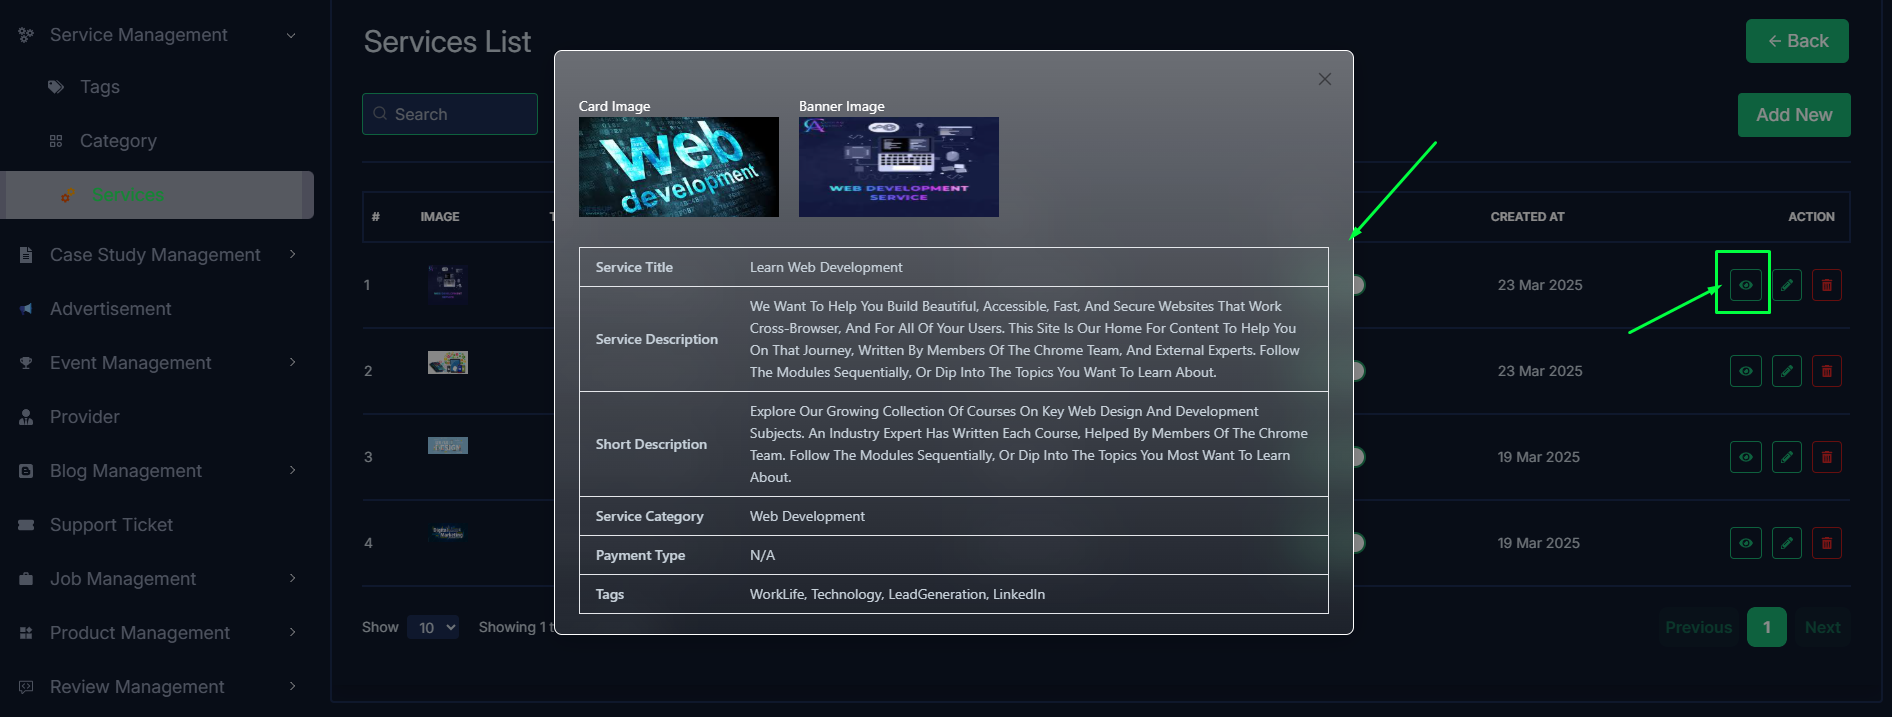 Service Management
Tags
Category
Services
Case Study Management
Advertisement
Event Management
Provider
Blog Management
Support Ticket
Job Management
Product Management
Review Management
Services List
← Back
Search
Add New
# IMAGE T CREATED AT ACTION
1 23 Mar 2025
2 23 Mar 2025
3 19 Mar 2025
4 19 Mar 2025
Show 10 Showing 1 t
Previous 1 Next
Card Image
web
development
Banner Image
WEB DEVELOPMENT
SERVICE
Service Title Learn Web Development
Service Description
We Want To Help You Build Beautiful, Accessible, Fast, And Secure Websites That Work
Cross-Browser, And For All Of Your Users. This Site Is Our Home For Content To Help You
On That Journey, Written By Members Of The Chrome Team, And External Experts. Follow
The Modules Sequentially, Or Dip Into The Topics You Want To Learn About.
Short Description
Explore Our Growing Collection Of Courses On Key Web Design And Development
Subjects. An Industry Expert Has Written Each Course, Helped By Members Of The Chrome
Team. Follow The Modules Sequentially, Or Dip Into The Topics You Most Want To Learn
About.
Service Category Web Development
Payment Type N/A
Tags WorkLife, Technology, LeadGeneration, LinkedIn